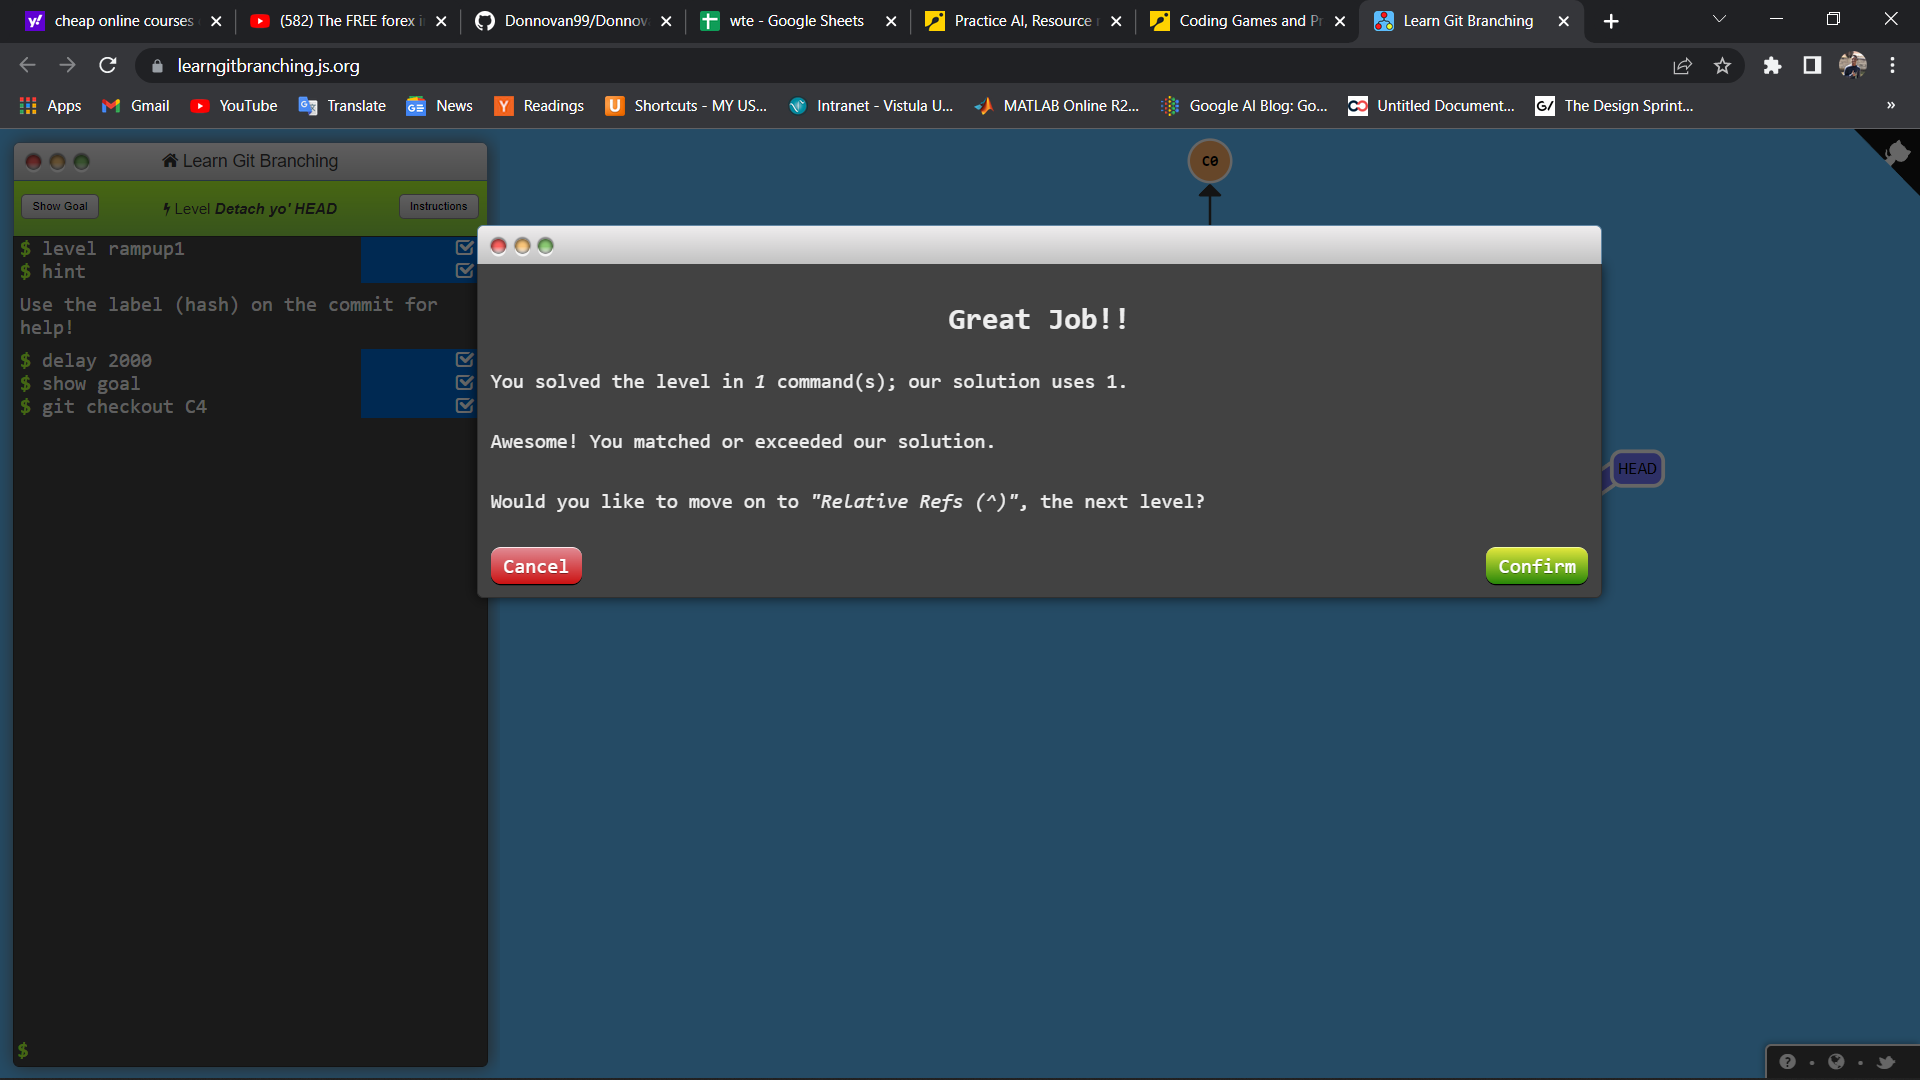 cheap online courses
(582) The FREE forex i
Donnovan99/Donnov
wte - Google Sheets
Practice AI, Resource
Coding Games and Pr
Learn Git Branching
learngitbranching.js.org
Apps
Gmail
YouTube
Translate
News
Readings
Shortcuts - MY US...
Intranet - Vistula U...
MATLAB Online R2...
Google AI Blog: Go...
Untitled Document...
The Design Sprint...
»
Learn Git Branching
Show Goal
Level Detach yo' HEAD
Instructions
$ level rampup1
$ hint
Use the label (hash) on the commit for
help!
$ delay 2000
$ show goal
$ git checkout C4
$
C0
HEAD
Great Job!!
You solved the level in 1 command(s); our solution uses 1.
Awesome! You matched or exceeded our solution.
Would you like to move on to "Relative Refs (^)", the next level?
Cancel
Confirm